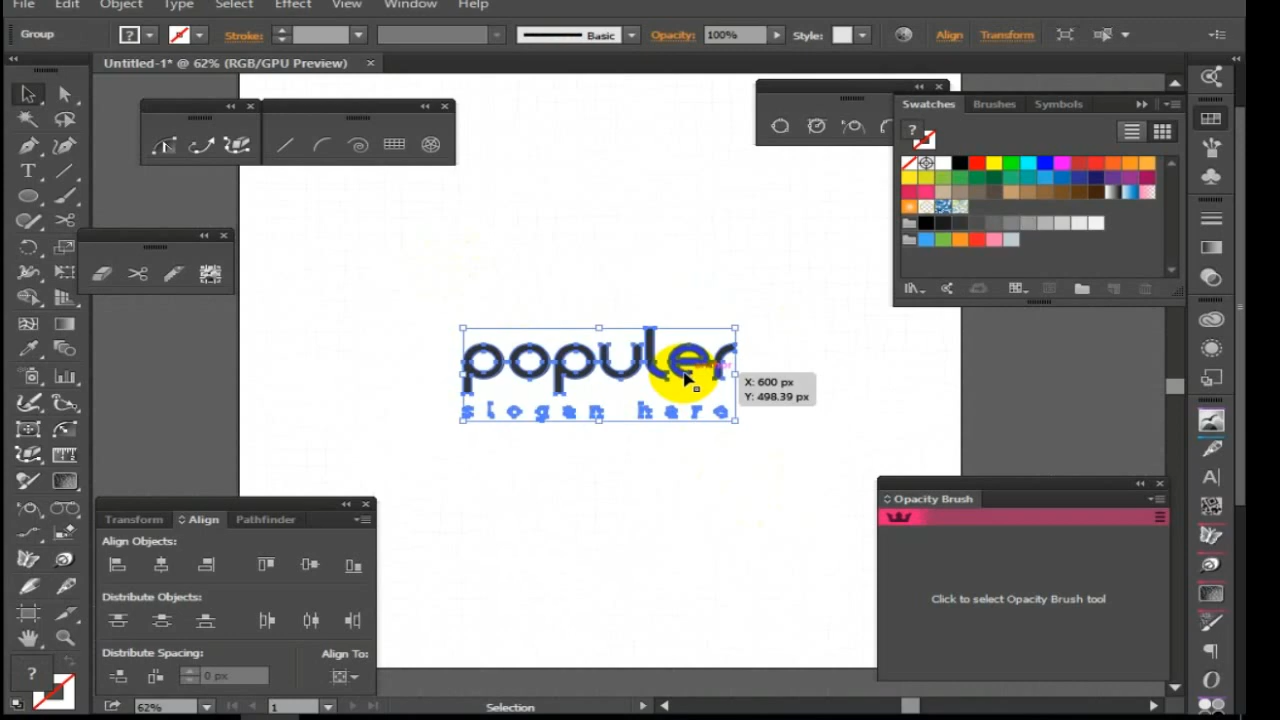 File Edit Object Type Select Effect View Window Help
Group ? Stroke: Basic Opacity: 100% Style: Align Transform
Untitled-1* @ 62% (RGB/GPU Preview)
Swatches Brushes Symbols
?
populer
slogan here
X: 600 px
Y: 498.39 px
Opacity Brush
Click to select Opacity Brush tool
Transform Align Pathfinder
Align Objects:
Distribute Objects:
Distribute Spacing: Align To:
0 px
?
62% 1 Selection